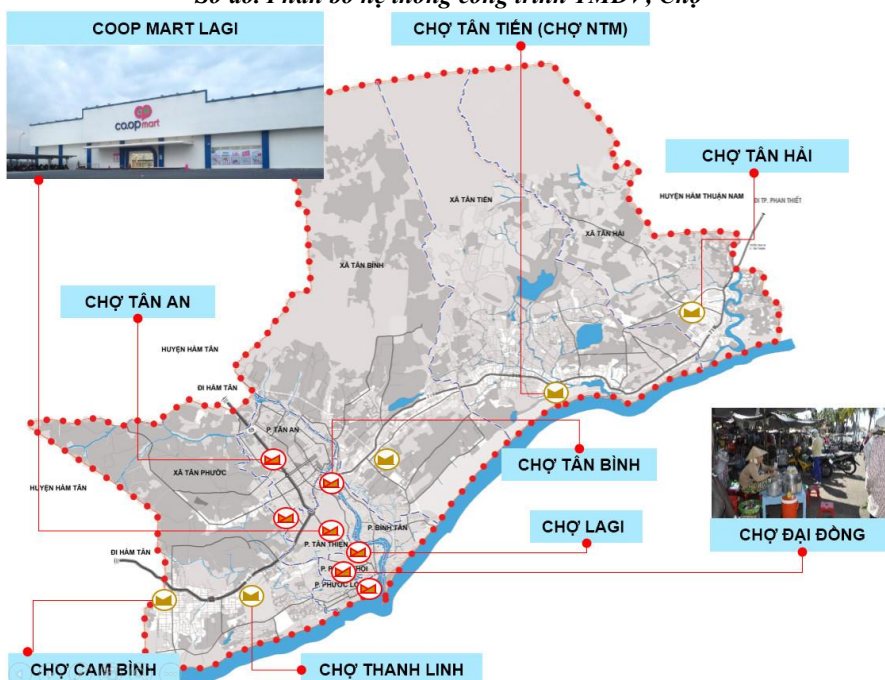 Sơ đồ: Phân bố hệ thống công trình TMDV, Chợ
COOP MART LAGI
CHỢ TÂN TIẾN (CHỢ NTM)
co.opmart
CHỢ TÂN HẢI
HUYỆN HÀM THUẬN NAM
ĐI TP. PHAN THIẾT
XÃ TÂN TIẾN
XÃ TÂN HẢI
XÃ TÂN BÌNH
CHỢ TÂN AN
HUYỆN HÀM TÂN
ĐI HÀM TÂN
P. TÂN AN
XÃ TÂN PHƯỚC
CHỢ TÂN BÌNH
HUYỆN HÀM TÂN
P. BÌNH TÂN
CHỢ LAGI
CHỢ ĐẠI ĐỒNG
P. TÂN THIỆN
ĐI HÀM TÂN
CHỢ CAM BÌNH
CHỢ THANH LINH